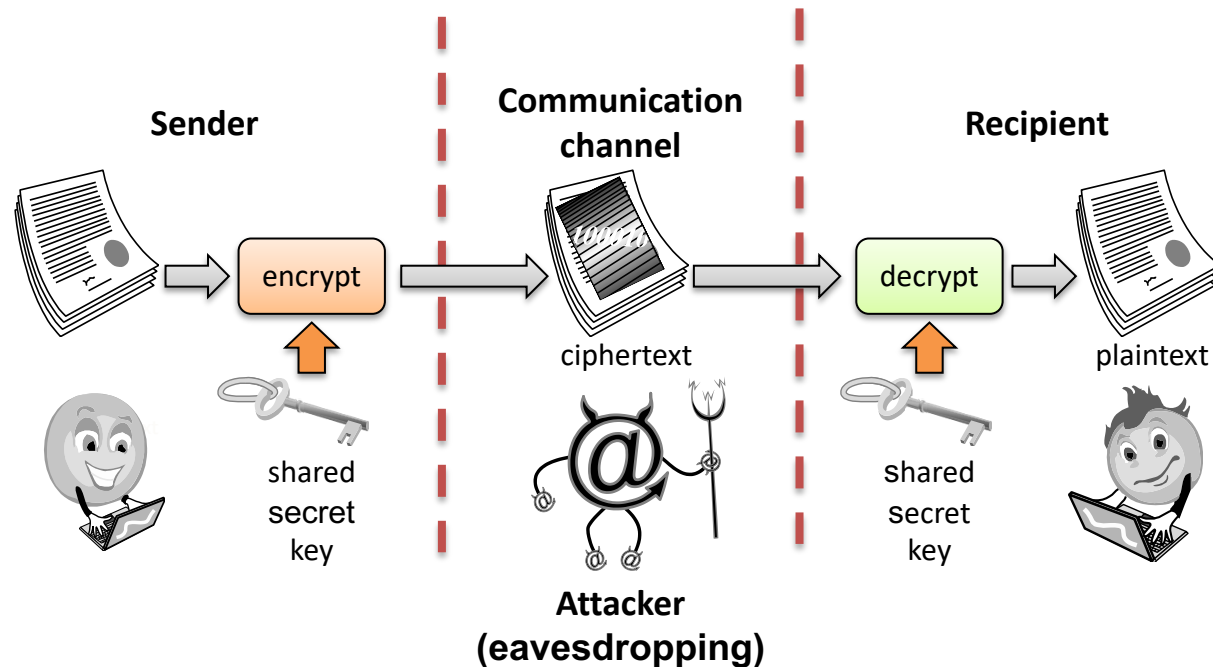 Sender
Communication
channel
Recipient
encrypt
decrypt
ciphertext
plaintext
shared
secret
key
@
@
@
@
@
shared
secret
key
Attacker
(eavesdropping)